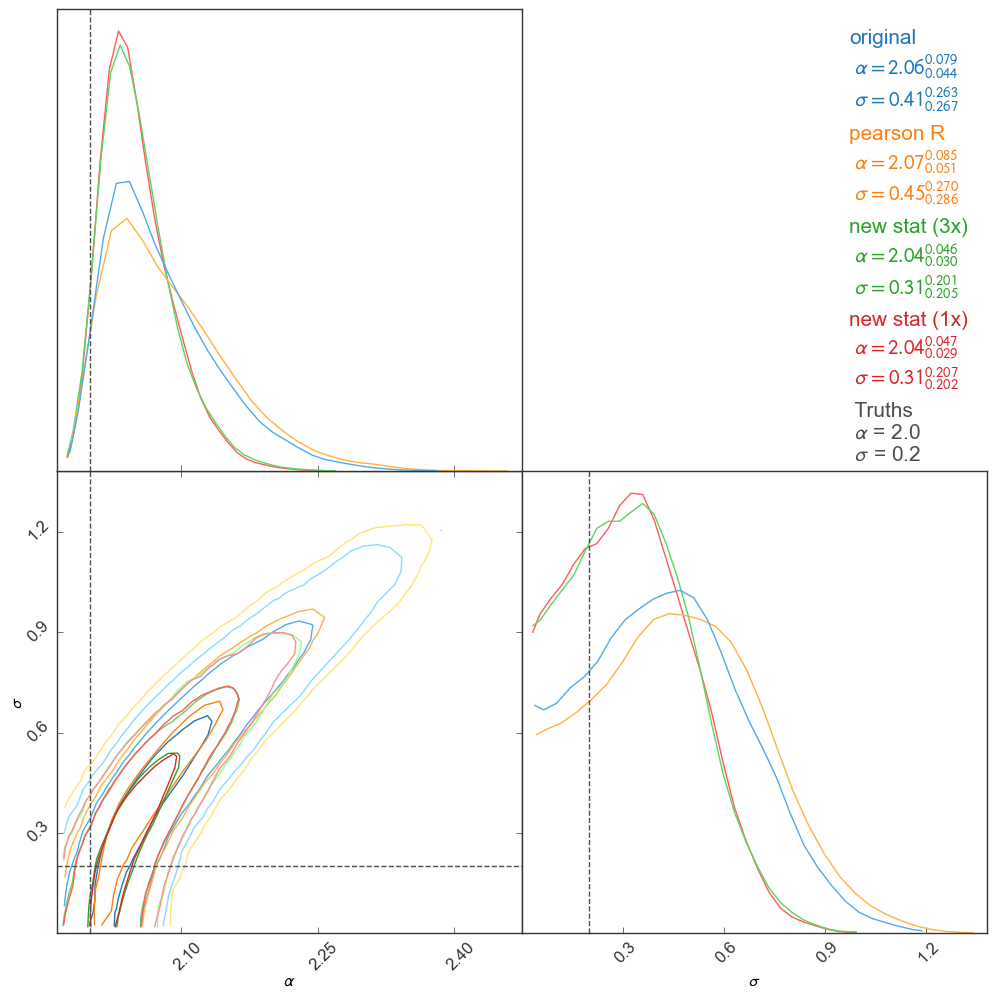 original
α = 2.06 0.079 0.044
σ = 0.41 0.263 0.267
pearson R
α = 2.07 0.085 0.051
σ = 0.45 0.270 0.286
new stat (3x)
α = 2.04 0.046 0.030
σ = 0.31 0.201 0.205
new stat (1x)
α = 2.04 0.047 0.029
σ = 0.31 0.207 0.202
Truths
α = 2.0
σ = 0.2
1.2
0.9
0.6
0.3
σ
2.10 2.25 2.40
α
0.3 0.6 0.9 1.2
σ